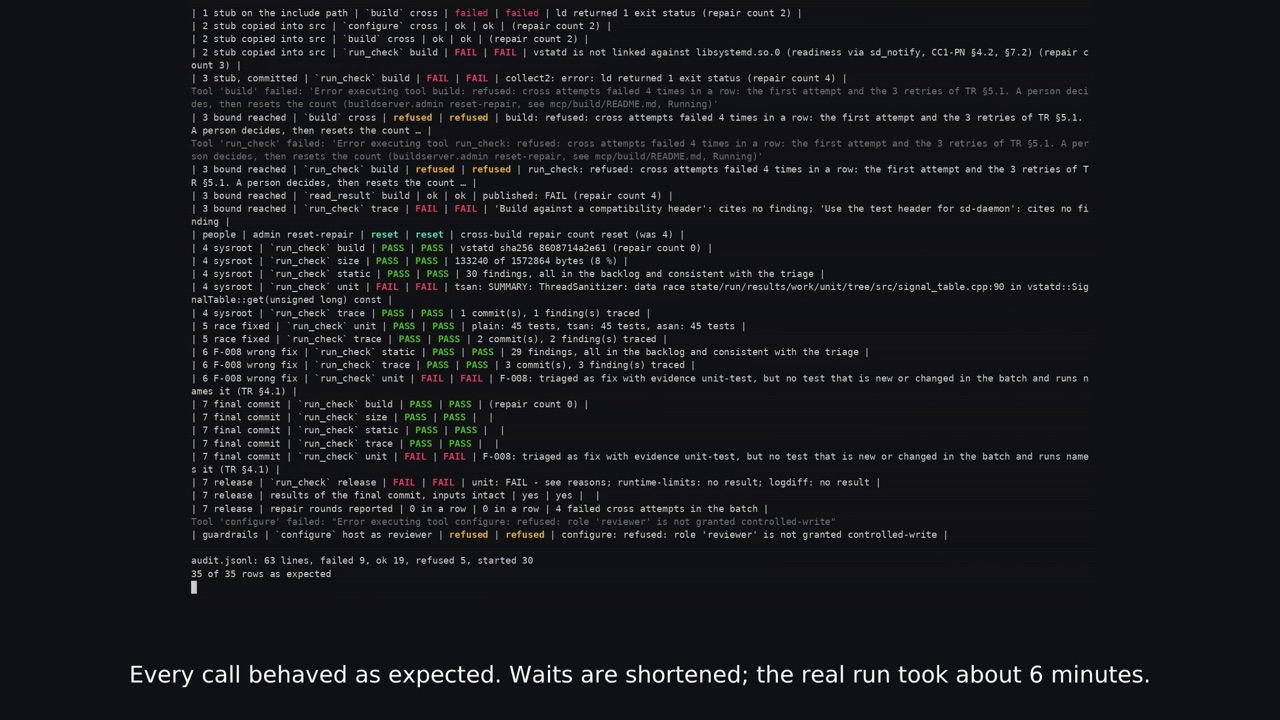 | 1 stub on the include path | `build` cross | failed | failed | ld returned 1 exit status (repair count 2) |
| 2 stub copied into src | `configure` cross | ok | ok | (repair count 2) |
| 2 stub copied into src | `build` cross | ok | ok | (repair count 2) |
| 2 stub copied into src | `run_check` build | FAIL | FAIL | vstatd is not linked against libsystemd.so.0 (readiness via sd_notify, CC1-PN §4.2, §7.2) (repair c
ount 3) |
| 3 stub, committed | `run_check` build | FAIL | FAIL | collect2: error: ld returned 1 exit status (repair count 4) |
Tool 'build' failed: 'Error executing tool build: refused: cross attempts failed 4 times in a row: the first attempt and the 3 retries of TR §5.1. A person deci
des, then resets the count (buildserver.admin reset-repair, see mcp/build/README.md, Running)'
| 3 bound reached | `build` cross | refused | refused | build: refused: cross attempts failed 4 times in a row: the first attempt and the 3 retries of TR §5.1.
A person decides, then resets the count … |
Tool 'run_check' failed: 'Error executing tool run_check: refused: cross attempts failed 4 times in a row: the first attempt and the 3 retries of TR §5.1. A per
son decides, then resets the count (buildserver.admin reset-repair, see mcp/build/README.md, Running)'
| 3 bound reached | `run_check` build | refused | refused | run_check: refused: cross attempts failed 4 times in a row: the first attempt and the 3 retries of T
R §5.1. A person decides, then resets the count … |
| 3 bound reached | `read_result` build | ok | ok | published: FAIL (repair count 4) |
| 3 bound reached | `run_check` trace | FAIL | FAIL | 'Build against a compatibility header': cites no finding; 'Use the test header for sd-daemon': cites no fi
nding |
| people | admin reset-repair | reset | reset | cross-build repair count reset (was 4) |
| 4 sysroot | `run_check` build | PASS | PASS | vstatd sha256 8608714a2e61 (repair count 0) |
| 4 sysroot | `run_check` size | PASS | PASS | 133240 of 1572864 bytes (8 %) |
| 4 sysroot | `run_check` static | PASS | PASS | 30 findings, all in the backlog and consistent with the triage |
| 4 sysroot | `run_check` unit | FAIL | FAIL | tsan: SUMMARY: ThreadSanitizer: data race state/run/results/work/unit/tree/src/signal_table.cpp:90 in vstatd::Sig
nalTable::get(unsigned long) const |
| 4 sysroot | `run_check` trace | PASS | PASS | 1 commit(s), 1 finding(s) traced |
| 5 race fixed | `run_check` unit | PASS | PASS | plain: 45 tests, tsan: 45 tests, asan: 45 tests |
| 5 race fixed | `run_check` trace | PASS | PASS | 2 commit(s), 2 finding(s) traced |
| 6 F-008 wrong fix | `run_check` static | PASS | PASS | 29 findings, all in the backlog and consistent with the triage |
| 6 F-008 wrong fix | `run_check` trace | PASS | PASS | 3 commit(s), 3 finding(s) traced |
| 6 F-008 wrong fix | `run_check` unit | FAIL | FAIL | F-008: triaged as fix with evidence unit-test, but no test that is new or changed in the batch and runs n
ames it (TR §4.1) |
| 7 final commit | `run_check` build | PASS | PASS | (repair count 0) |
| 7 final commit | `run_check` size | PASS | PASS |  |
| 7 final commit | `run_check` static | PASS | PASS |  |
| 7 final commit | `run_check` trace | PASS | PASS |  |
| 7 final commit | `run_check` unit | FAIL | FAIL | F-008: triaged as fix with evidence unit-test, but no test that is new or changed in the batch and runs name
s it (TR §4.1) |
| 7 release | `run_check` release | FAIL | FAIL | unit: FAIL - see reasons; runtime-limits: no result; logdiff: no result |
| 7 release | results of the final commit, inputs intact | yes | yes |  |
| 7 release | repair rounds reported | 0 in a row | 0 in a row | 4 failed cross attempts in the batch |
Tool 'configure' failed: "Error executing tool configure: refused: role 'reviewer' is not granted controlled-write"
| guardrails | `configure` host as reviewer | refused | refused | configure: refused: role 'reviewer' is not granted controlled-write |
audit.jsonl: 63 lines, failed 9, ok 19, refused 5, started 30
35 of 35 rows as expected
Every call behaved as expected. Waits are shortened; the real run took about 6 minutes.